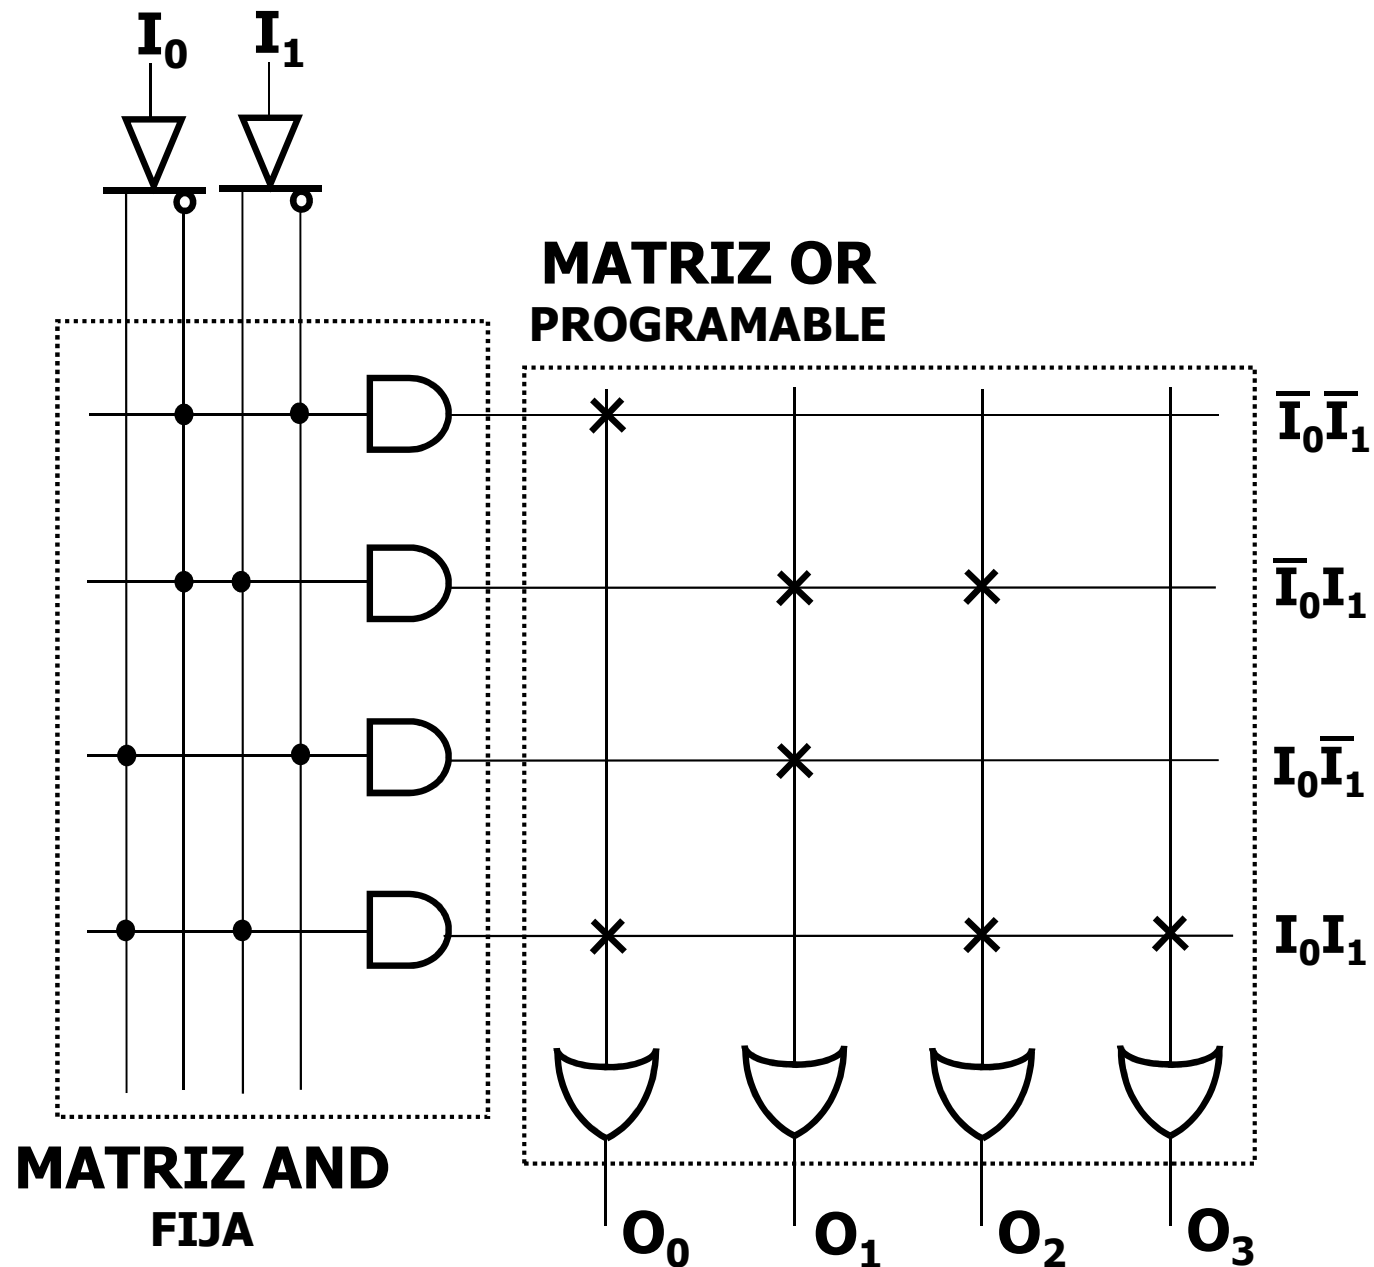 I₀ I₁
MATRIZ OR
PROGRAMABLE
I̅₀I̅₁
I̅₀I₁
I₀I̅₁
I₀I₁
MATRIZ AND
FIJA
O₀ O₁ O₂ O₃